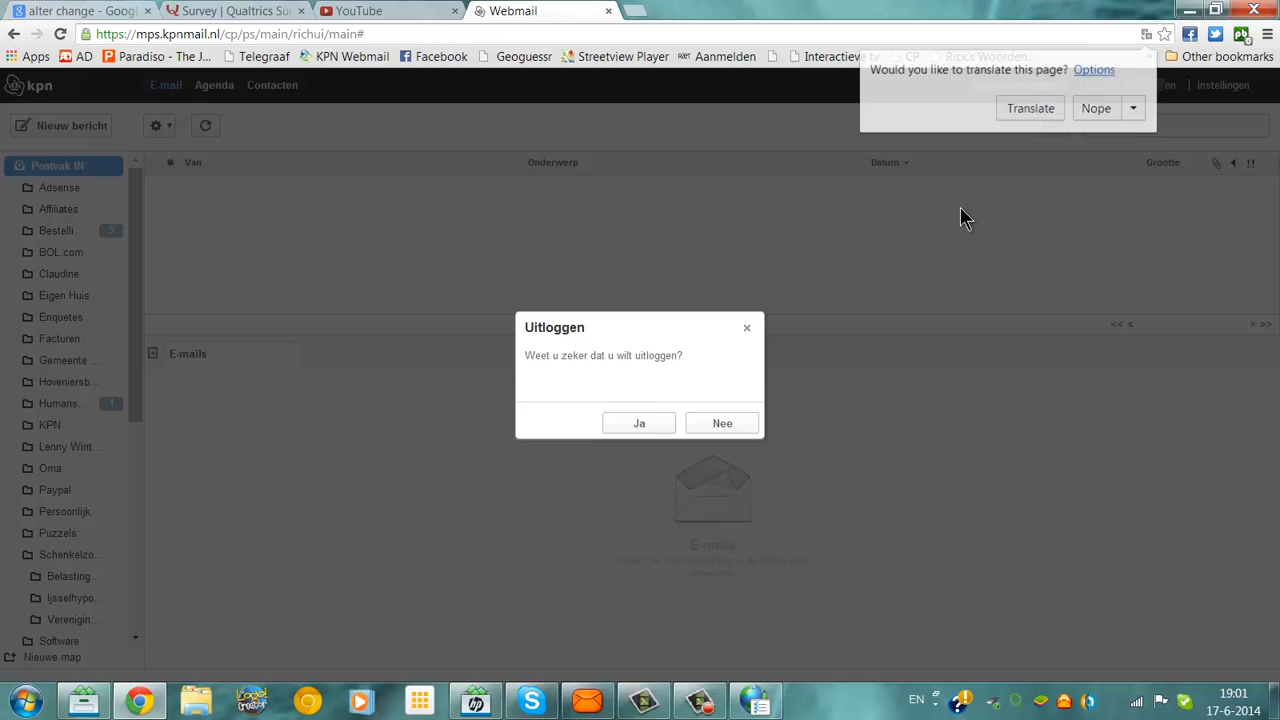 alter change - Googl
Survey | Qualtrics Sur
YouTube
Webmail
https://mps.kpnmail.nl/cp/ps/main/richui/main#
Apps
AD
Paradiso - The J...
Telegraaf
KPN Webmail
Facebook
Geoguessr
Streetview Player
Aanmelden
Interactieve tv
CP
Rick's Woorden...
Other bookmarks
Would you like to translate this page? Options
Translate
Nope
kpn
E-mail
Agenda
Contacten
Instellingen
Nieuw bericht
Postvak IN
Van
Onderwerp
Datum
Grootte
!!
Adsense
Affiliates
Bestelli... 5
BOL.com
Claudine
Eigen Huis
Enquetes
Facturen
Gemeente ...
Hoveniersb...
Humans... 1
KPN
Lenny Wint...
Oma
Paypal
Persoonlijk
Puzzels
Schenkelzo...
Belasting...
Ijsselhypo...
Verenigin...
Software
Nieuwe map
<< <
> >>
E-mails
Uitloggen
×
Weet u zeker dat u wilt uitloggen?
Ja
Nee
E-mails
EN
19:01
17-6-2014